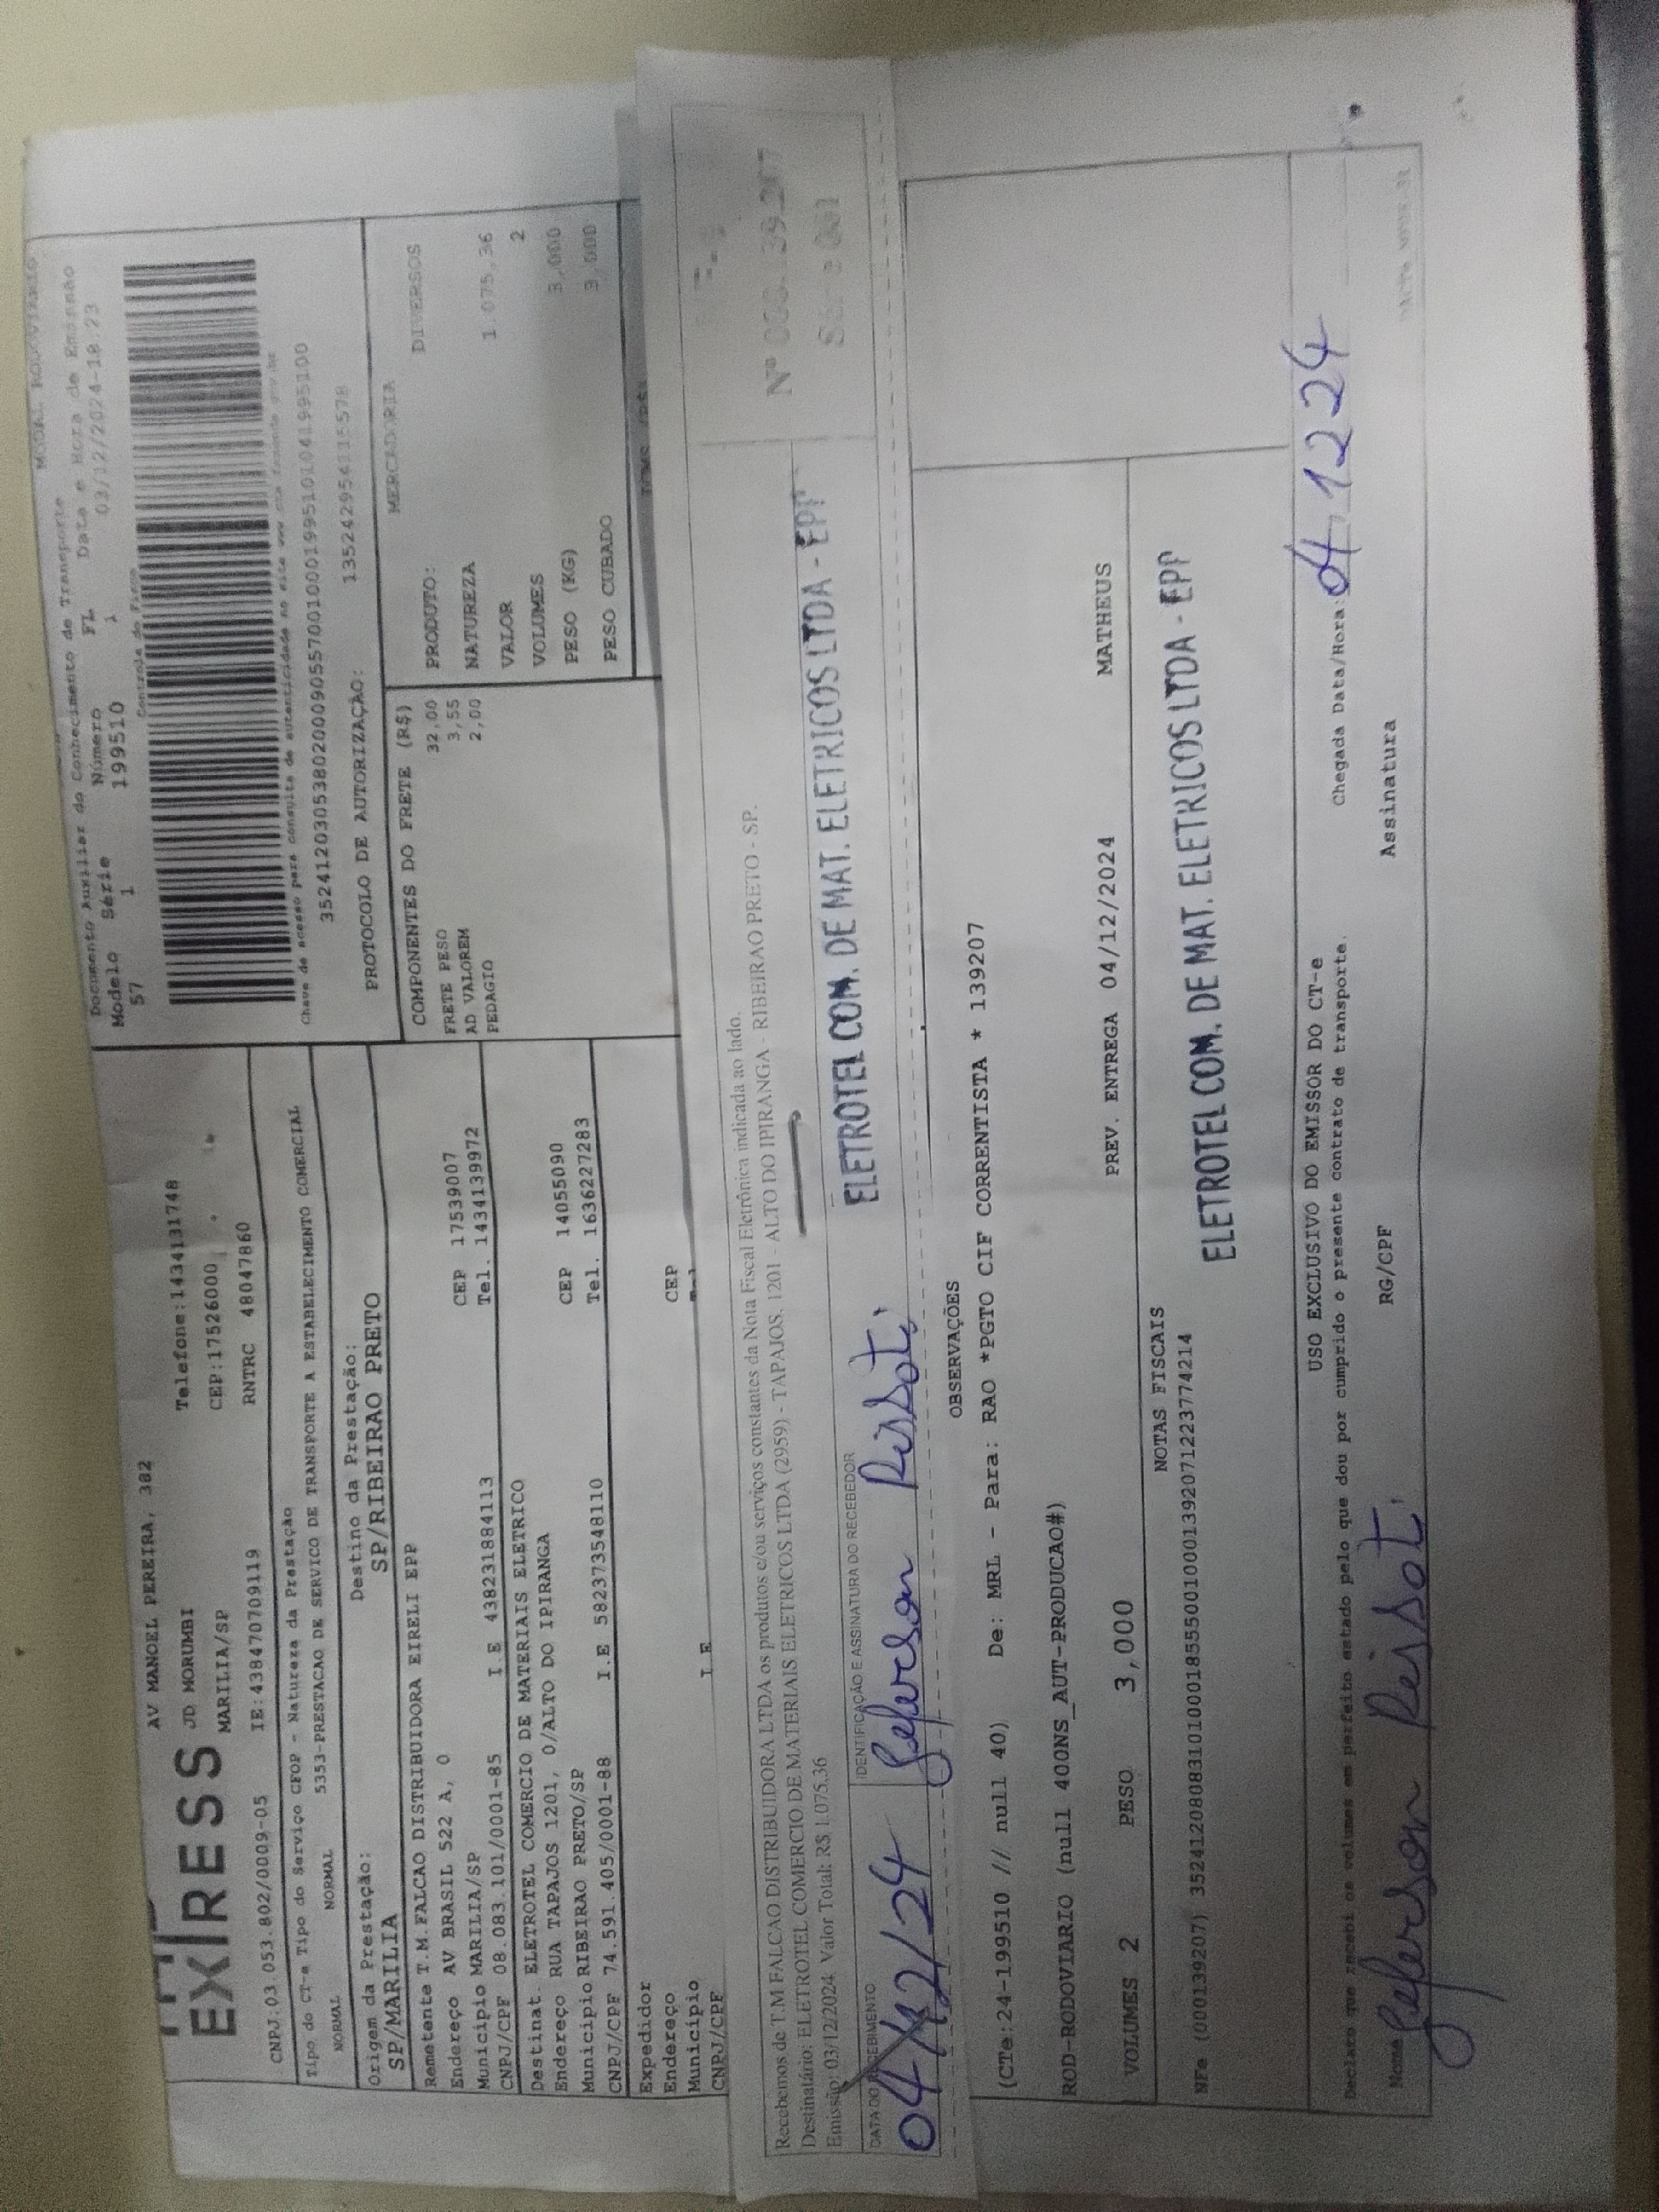 EXPRESS
AV MANOEL PEREIRA, 382
JD MORUMBI
Telefone:1434131748
MARILIA/SP
CEP:17526000
CNPJ:03.053.802/0009-05
IE:438470709119
RNTRC 48047860
Tipo do CT-e Tipo do Serviço CFOP - Natureza da Prestação
NORMAL NORMAL 5353-PRESTACAO DE SERVICO DE TRANSPORTE A ESTABELECIMENTO COMERCIAL
Origem da Prestação:
SP/MARILIA
Destino da Prestação:
SP/RIBEIRAO PRETO
MODAL RODOVIARIO
Documento Auxiliar do Conhecimento de Transporte
Modelo Série Número FL Data e Hora de Emissão
57 1 199510 1 03/12/2024-18:23
Controle do Fisco
Chave de acesso para consulta de autenticidade no site
PROTOCOLO DE AUTORIZAÇÃO:
135242954115578
Remetente T.M.FALCAO DISTRIBUIDORA EIRELI EPP
Endereço AV BRASIL 522 A, 0
CEP 17539007
Município MARILIA/SP
Tel. 143413 9972
CNPJ/CPF 08.083.101/0001-85
I.E 438231884113
Destinat. ELETROTEL COMERCIO DE MATERIAIS ELETRICO
Endereço RUA TAPAJOS 1201, 0/ALTO DO IPIRANGA
CEP 14055090
Município RIBEIRAO PRETO/SP
Tel. 1636227283
CNPJ/CPF 74.591.405/0001-88
I.E 582373548110
Expedidor
Endereço
CEP
Município
CNPJ/CPF
I.E
COMPONENTES DO FRETE (R$)
FRETE PESO 32,00
AD VALOREM 3,55
PEDAGIO 2,00
MERCADORIA
PRODUTO: DIVERSOS
NATUREZA
VALOR 1.075,36
VOLUMES 2
PESO (KG) 3,000
PESO CUBADO 3,000
Recebemos de T.M FALCAO DISTRIBUIDORA LTDA os produtos e/ou serviços constantes da Nota Fiscal Eletrônica indicada ao lado.
Destinatário: ELETROTEL COMERCIO DE MATERIAIS ELETRICOS LTDA (2959) - TAPAJOS, 1201 - ALTO DO IPIRANGA - RIBEIRAO PRETO - SP.
Emissão: 03/12/2024 Valor Total: R$ 1.075,36
ELETROTEL COM. DE MAT. ELETRICOS LTDA - EPP
DATA DO RECEBIMENTO
IDENTIFICAÇÃO E ASSINATURA DO RECEBEDOR
04/12/24
OBSERVAÇÕES
(CTe:24-199510 // null 40) De: MRL - Para: RAO *PGTO CIF CORRENTISTA * 139207
ROD-RODOVIARIO (null 400NS_AUT-PRODUCAO#)
VOLUMES 2 PESO 3,000 PREV. ENTREGA 04/12/2024 MATHEUS
NOTAS FISCAIS
NFe (000139207) 35241208083101000185550010001392071223774214
ELETROTEL COM. DE MAT. ELETRICOS LTDA - EPP
USO EXCLUSIVO DO EMISSOR DO CT-e
Declaro que recebi os volumes em perfeito estado pelo que dou por cumprido o presente contrato de transporte.
Chegada Data/Hora: 4 12 24
Nome
RG/CPF
Assinatura